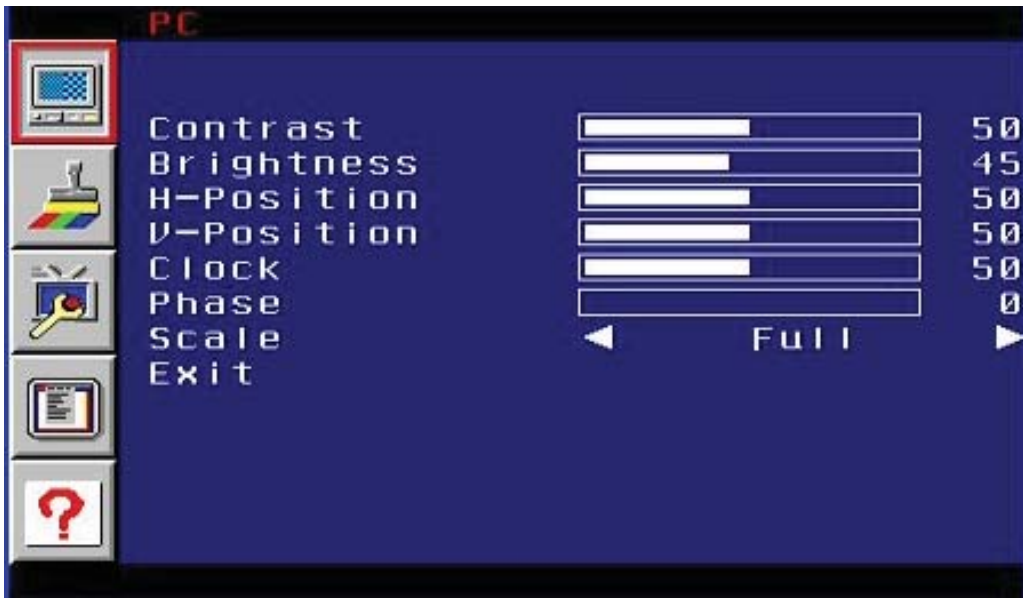 PC
Contrast 50
Brightness 45
H-Position 50
V-Position 50
Clock 50
Phase 0
Scale Full
Exit
?